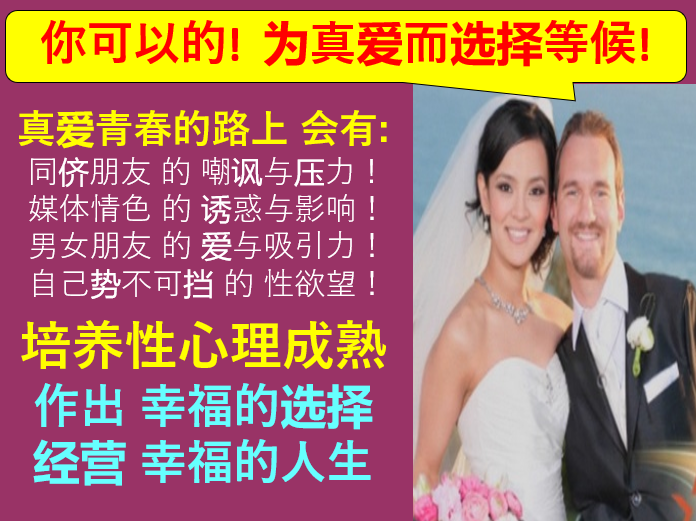 你可以的! 为真爱而选择等候!
真爱青春的路上 会有:
同侪朋友 的 嘲讽与压力！
媒体情色 的 诱惑与影响！
男女朋友 的 爱与吸引力！
自己势不可挡 的 性欲望！
培养性心理成熟
作出 幸福的选择
经营 幸福的人生